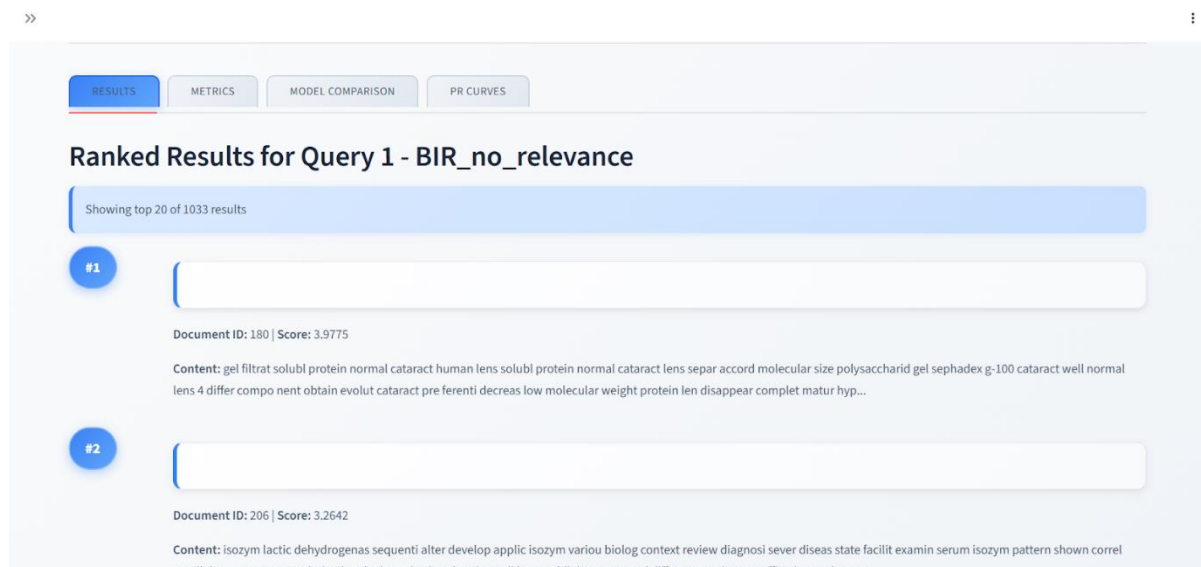 RESULTS
METRICS
MODEL COMPARISON
PR CURVES
Ranked Results for Query 1 - BIR_no_relevance
Showing top 20 of 1033 results
#1
Document ID: 180 | Score: 3.9775
Content: gel filtrat solubl protein normal cataract human lens solubl protein normal cataract lens separ accord molecular size polysaccharid gel sephadex g-100 cataract well normal
lens 4 differ compo nent obtain evolut cataract pre ferenti decreas low molecular weight protein len disappear complet matur hyp...
#2
Document ID: 206 | Score: 3.2642
Content: isozym lactic dehydrogenas sequenti alter develop applic isozym variou biolog context review diagnosi sever diseas state facilit examin serum isozym pattern shown correl